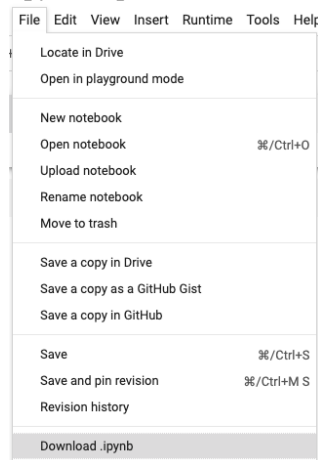 File Edit View Insert Runtime Tools Help
Locate in Drive
Open in playground mode
New notebook
Open notebook ⌘/Ctrl+O
Upload notebook
Rename notebook
Move to trash
Save a copy in Drive
Save a copy as a GitHub Gist
Save a copy in GitHub
Save ⌘/Ctrl+S
Save and pin revision ⌘/Ctrl+M S
Revision history
Download .ipynb